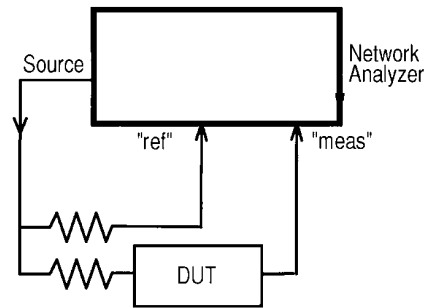 Source
Network
Analyzer
"ref"
"meas"
DUT